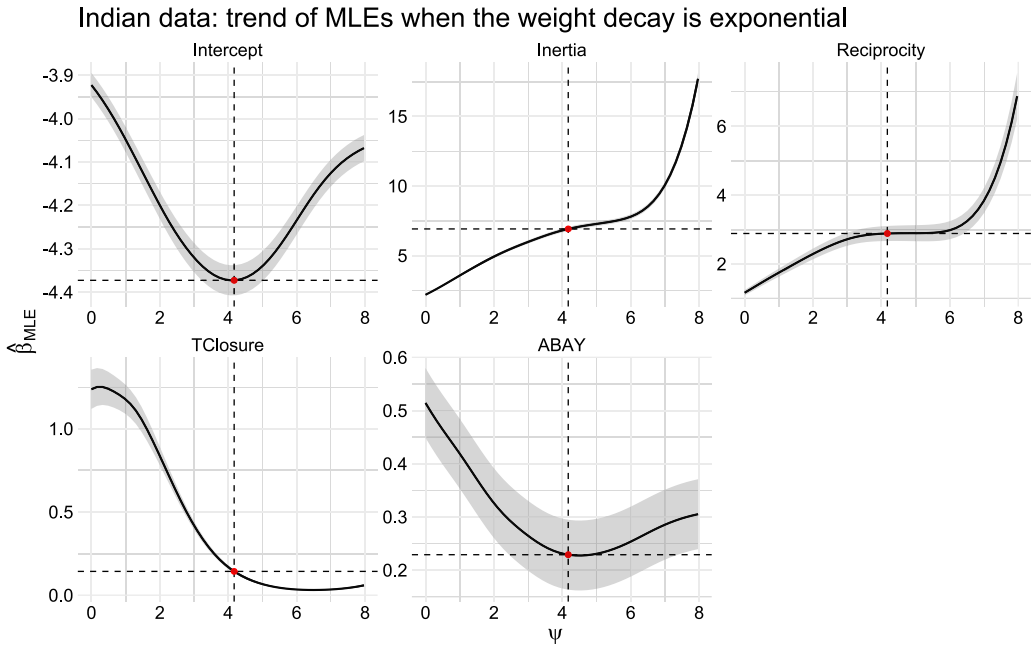 Indian data: trend of MLEs when the weight decay is exponential
Intercept
Inertia
Reciprocity
-3.9
-4.0
-4.1
-4.2
-4.3
-4.4
15
10
5
6
4
2
0 2 4 6 8
0 2 4 6 8
0 2 4 6 8
TClosure
ABAY
1.0
0.5
0.0
0.6
0.5
0.4
0.3
0.2
0 2 4 6 8
0 2 4 6 8
β̂MLE
ψ